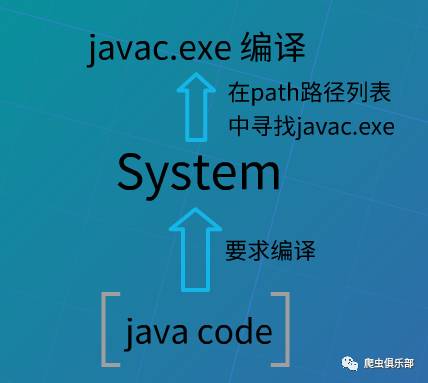 javac.exe 编译
在path路径列表
中寻找javac.exe
System
要求编译
java code
爬虫俱乐部